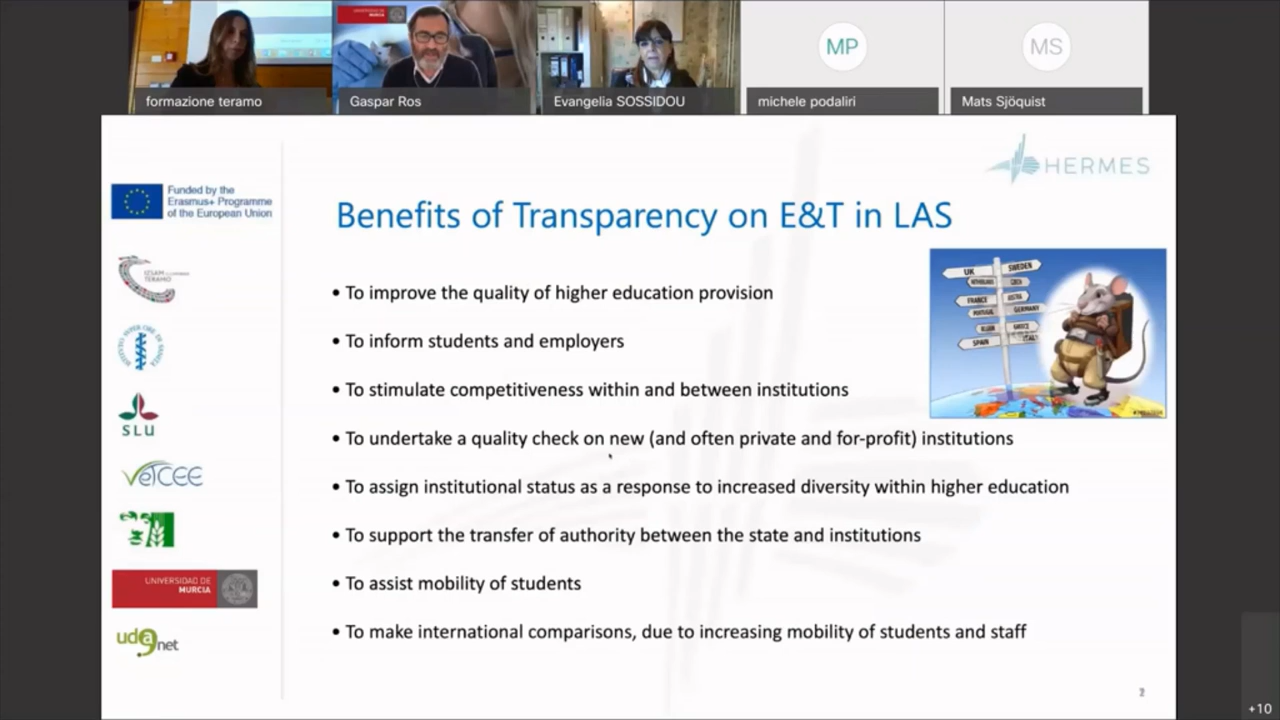 UNIVERSIDAD DE
MURCIA
formazione teramo
Gaspar Ros
Evangelia SOSSIDOU
MP
michele podaliri
MS
Mats Sjöquist
HERMES
Funded by the
Erasmus+ Programme
of the European Union
TERAMO
SLU
VetCEE
UNIVERSIDAD DE
MURCIA
udanet
Benefits of Transparency on E&T in LAS
UK
SWEDEN
NETHERLANDS
CZECH
FRANCE
AUSTRIA
PORTUGAL
GERMANY
GREECE
SPAIN
ITALY
• To improve the quality of higher education provision
• To inform students and employers
• To stimulate competitiveness within and between institutions
• To undertake a quality check on new (and often private and for-profit) institutions
• To assign institutional status as a response to increased diversity within higher education
• To support the transfer of authority between the state and institutions
• To assist mobility of students
• To make international comparisons, due to increasing mobility of students and staff
2
+10